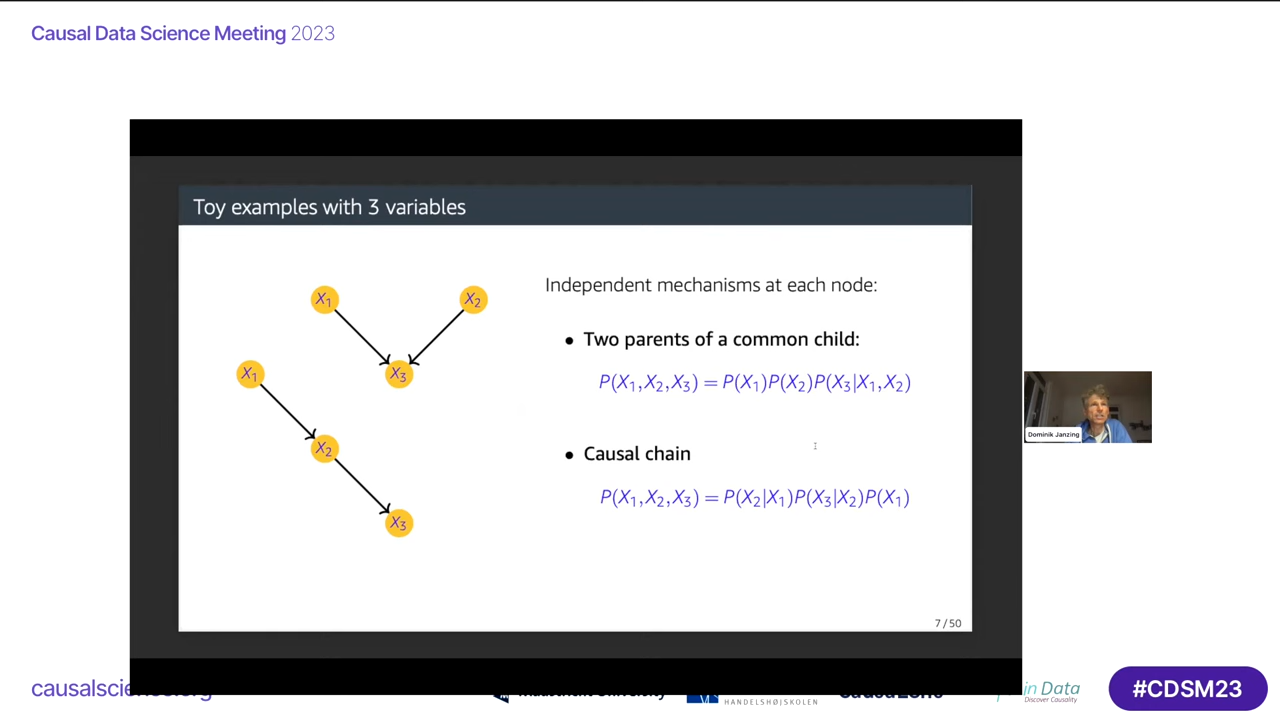 Causal Data Science Meeting 2023
Toy examples with 3 variables
X₁
X₂
X₃
X₁
X₂
X₃
Independent mechanisms at each node:
• Two parents of a common child:
P(X₁,X₂,X₃) = P(X₁)P(X₂)P(X₃|X₁,X₂)
• Causal chain
P(X₁,X₂,X₃) = P(X₂|X₁)P(X₃|X₂)P(X₁)
7 / 50
Dominik Janzing
HANDELSHØJSKOLEN
in Data
Discover Causality
#CDSM23